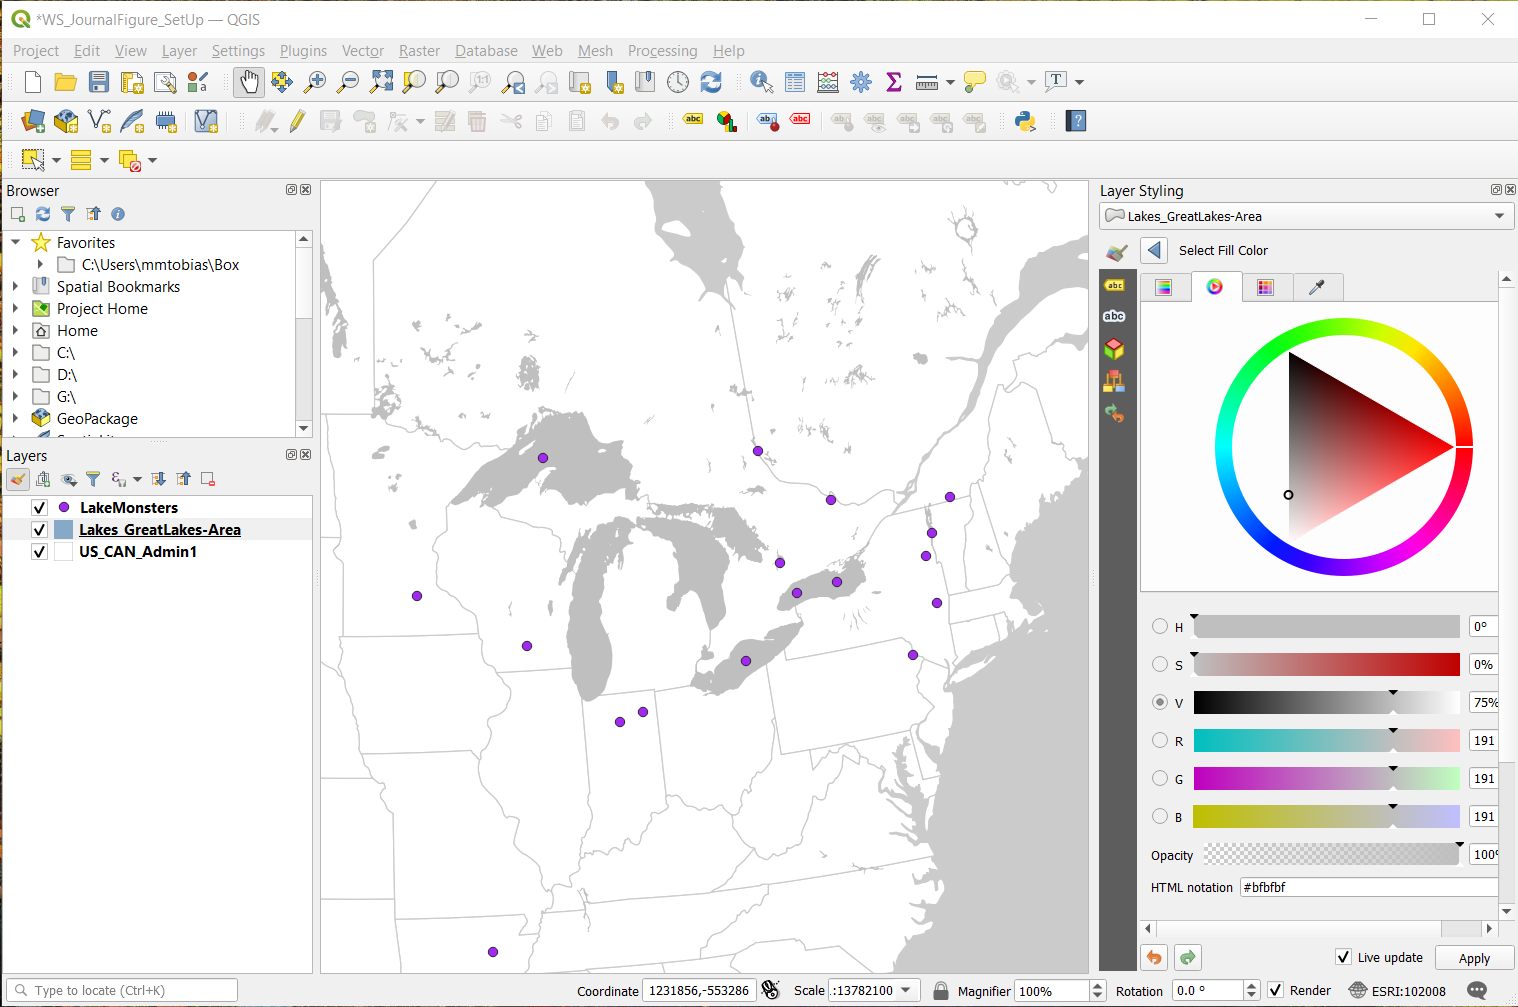 *WS_JournalFigure_SetUp — QGIS
Project Edit View Layer Settings Plugins Vector Raster Database Web Mesh Processing Help
Browser
Favorites
C:\Users\mmtobias\Box
Spatial Bookmarks
Project Home
Home
C:\
D:\
G:\
GeoPackage
Layers
LakeMonsters
Lakes_GreatLakes-Area
US_CAN_Admin1
Layer Styling
Lakes_GreatLakes-Area
Select Fill Color
H 0°
S 0%
V 75%
R 191
G 191
B 191
Opacity 100%
HTML notation #bfbfbf
Live update Apply
Type to locate (Ctrl+K) Coordinate 1231856,-553286 Scale :13782100 Magnifier 100% Rotation 0.0 ° Render ESRI:102008